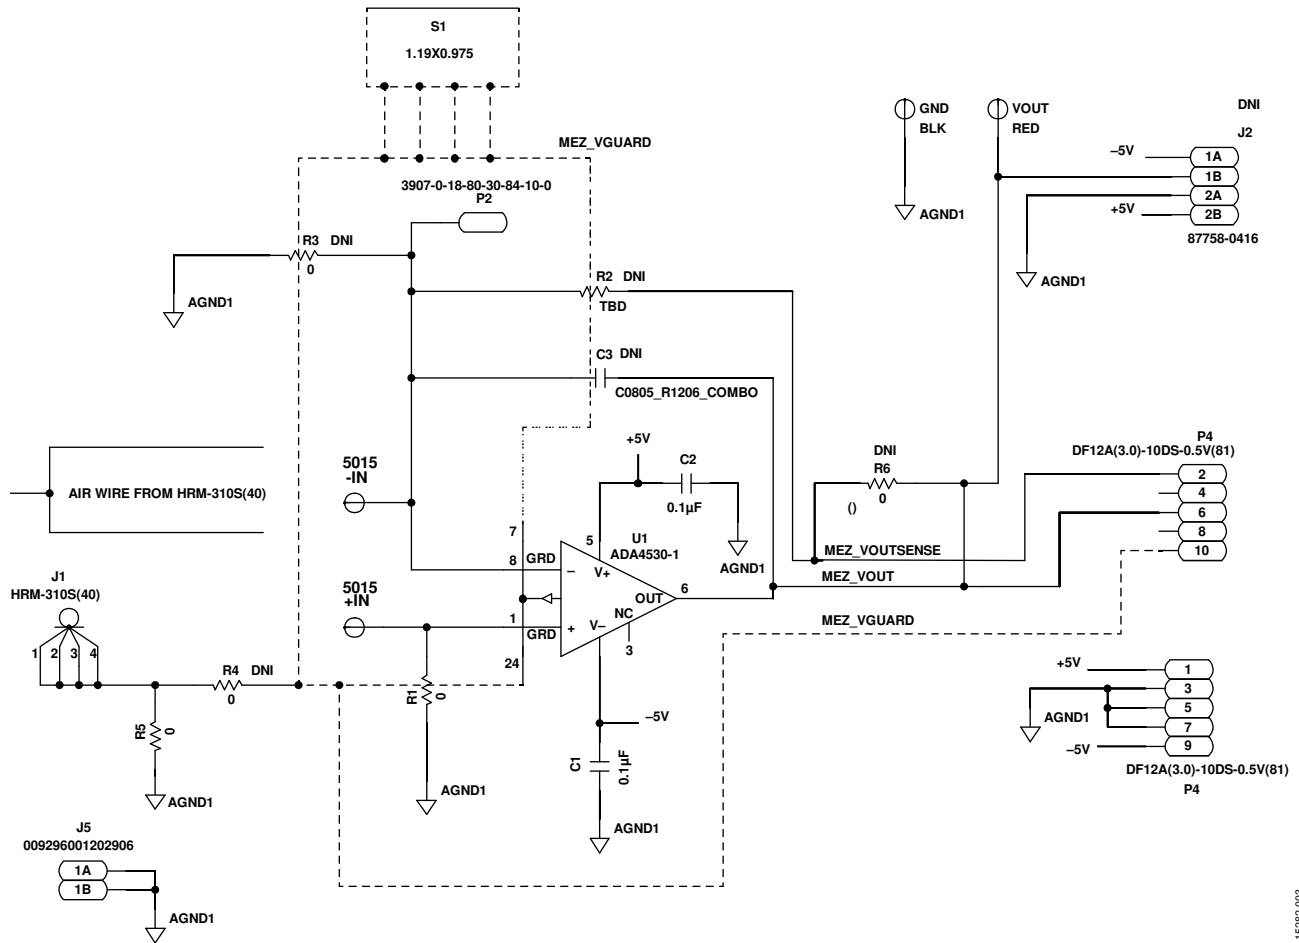 S1
1.19X0.975
MEZ_VGUARD
3907-0-18-80-30-84-10-0
P2
GND
BLK
VOUT
RED
AGND1
DNI
J2
–5V
1A
1B
2A
+5V
2B
87758-0416
AGND1
R3 DNI
0
AGND1
R2 DNI
TBD
C3 DNI
C0805_R1206_COMBO
5015
-IN
AIR WIRE FROM HRM-310S(40)
+5V
C2
0.1µF
AGND1
DNI
R6
0
()
P4
DF12A(3.0)-10DS-0.5V(81)
2
4
6
8
10
7
8 GRD
5
U1
ADA4530-1
–
V+
OUT
6
MEZ_VOUTSENSE
MEZ_VOUT
MEZ_VGUARD
5015
+IN
1
GRD
+
V–
NC
3
24
J1
HRM-310S(40)
1
2
3
4
R4 DNI
0
R5
0
AGND1
R1
0
AGND1
–5V
C1
0.1µF
AGND1
+5V
1
3
AGND1
5
7
–5V
9
DF12A(3.0)-10DS-0.5V(81)
P4
J5
009296001202906
1A
1B
AGND1